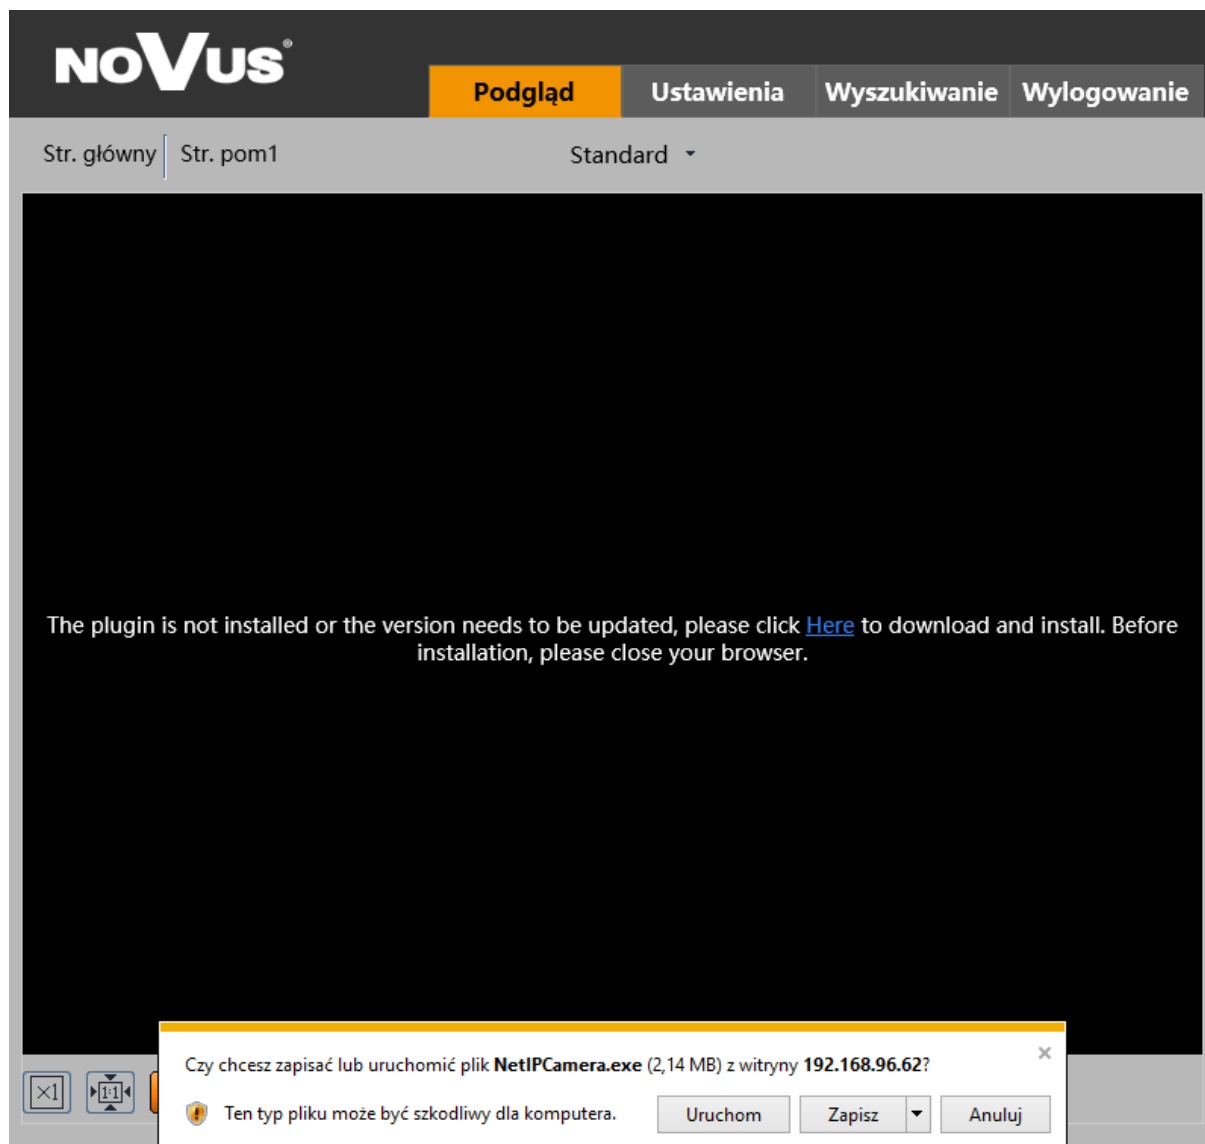 NOVUS®
Podgląd Ustawienia Wyszukiwanie Wylogowanie
Str. główny Str. pom1 Standard
The plugin is not installed or the version needs to be updated, please click Here to download and install. Before
installation, please close your browser.
Czy chcesz zapisać lub uruchomić plik NetIPCamera.exe (2,14 MB) z witryny 192.168.96.62?
Ten typ pliku może być szkodliwy dla komputera. Uruchom Zapisz Anuluj
×1 1:1